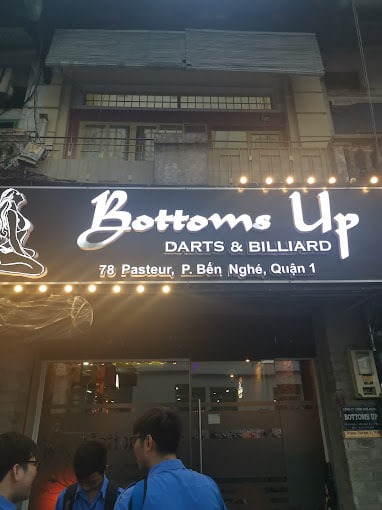 Bottoms Up
DARTS & BILLIARD
78 Pasteur, P. Bến Nghé, Quận 1
BOTTOMS UP